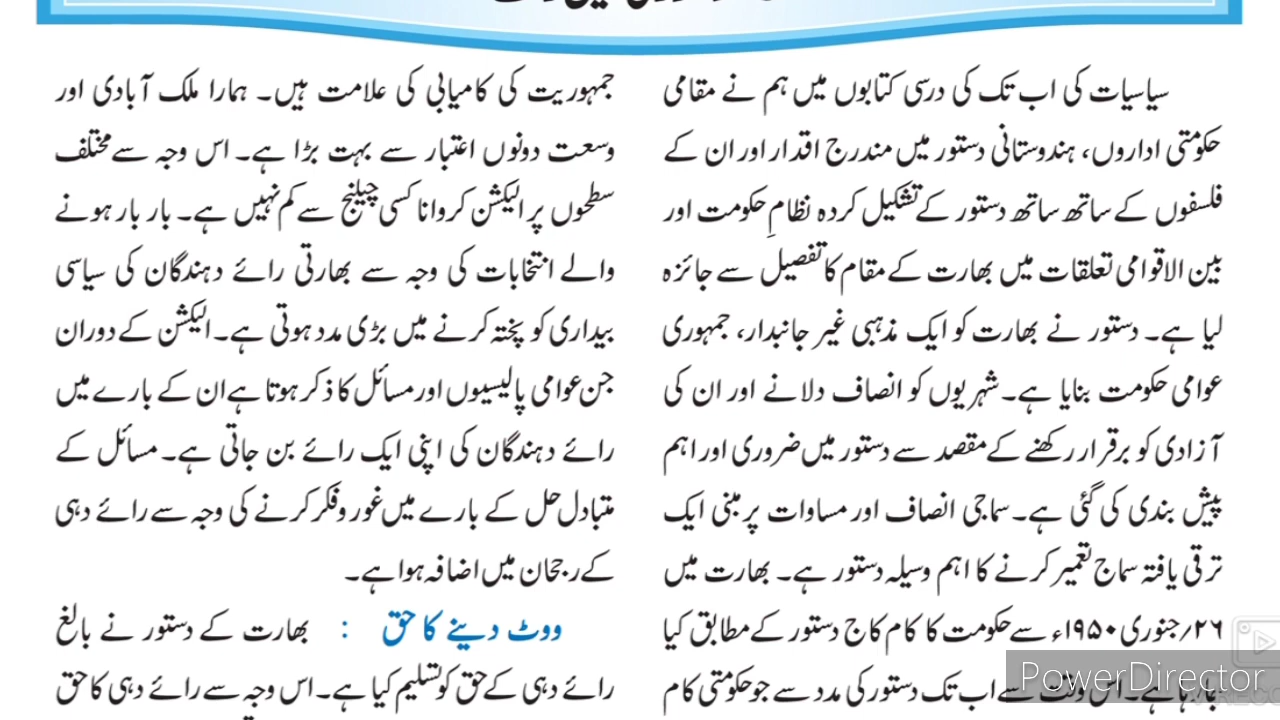 سیاسیات کی اب تک کی درسی کتابوں میں ہم نے مقامی
حکومتی اداروں، ہندوستانی دستور میں مندرج اقدار اور ان کے
فلسفوں کے ساتھ ساتھ دستور کے تشکیل کردہ نظامِ حکومت اور
بین الاقوامی تعلقات میں بھارت کے مقام کا تفصیل سے جائزہ
لیا ہے۔ دستور نے بھارت کو ایک مذہبی غیر جانبدار، جمہوری
عوامی حکومت بنایا ہے۔ شہریوں کو انصاف دلانے اور ان کی
آزادی کو برقرار رکھنے کے مقصد سے دستور میں ضروری اور اہم
پیش بندی کی گئی ہے۔ سماجی انصاف اور مساوات پر مبنی ایک
ترقی یافتہ سماج تعمیر کرنے کا اہم وسیلہ دستور ہے۔ بھارت میں
۲۶؍جنوری ۱۹۵۰ء سے حکومت کا کام کاج دستور کے مطابق کیا
جا رہا ہے۔ اس وقت سے اب تک دستور کی مدد سے جو حکومتی کام
جمہوریت کی کامیابی کی علامت ہیں۔ ہمارا ملک آبادی اور
وسعت دونوں اعتبار سے بہت بڑا ہے۔ اس وجہ سے مختلف
سطحوں پر الیکشن کروانا کسی چیلنج سے کم نہیں ہے۔ بار بار ہونے
والے انتخابات کی وجہ سے بھارتی رائے دہندگان کی سیاسی
بیداری کو پختہ کرنے میں بڑی مدد ہوتی ہے۔ الیکشن کے دوران
جن عوامی پالیسیوں اور مسائل کا ذکر ہوتا ہے ان کے بارے میں
رائے دہندگان کی اپنی ایک رائے بن جاتی ہے۔ مسائل کے
متبادل حل کے بارے میں غور و فکر کرنے کی وجہ سے رائے دہی
کے رجحان میں اضافہ ہوا ہے۔
ووٹ دینے کا حق : بھارت کے دستور نے بالغ
رائے دہی کے حق کو تسلیم کیا ہے۔ اس وجہ سے رائے دہی کا حق
PowerDirector